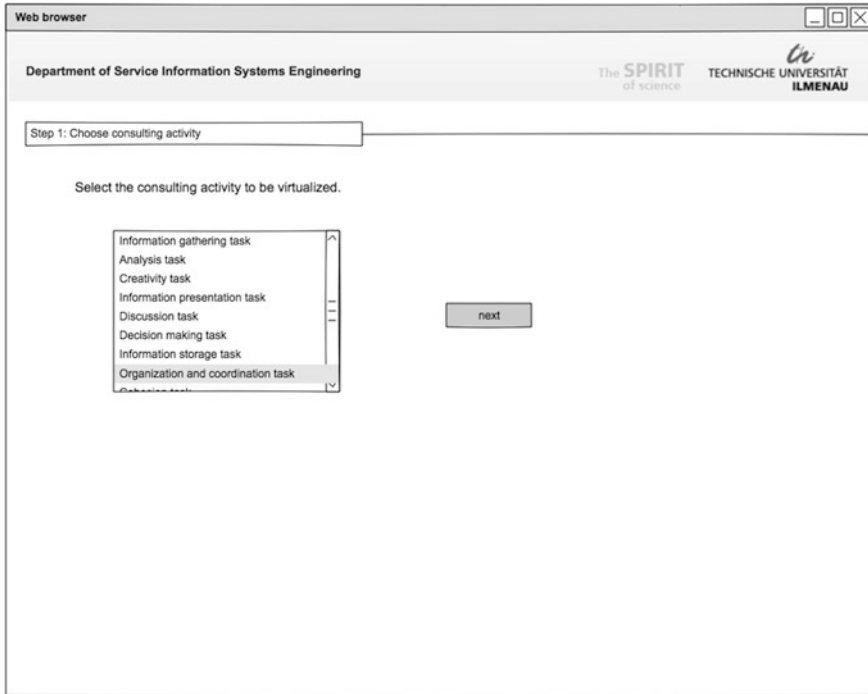 Web browser
Department of Service Information Systems Engineering
The SPIRIT
of science
TECHNISCHE UNIVERSITÄT
ILMENAU
Step 1: Choose consulting activity
Select the consulting activity to be virtualized.
Information gathering task
Analysis task
Creativity task
Information presentation task
Discussion task
Decision making task
Information storage task
Organization and coordination task
next